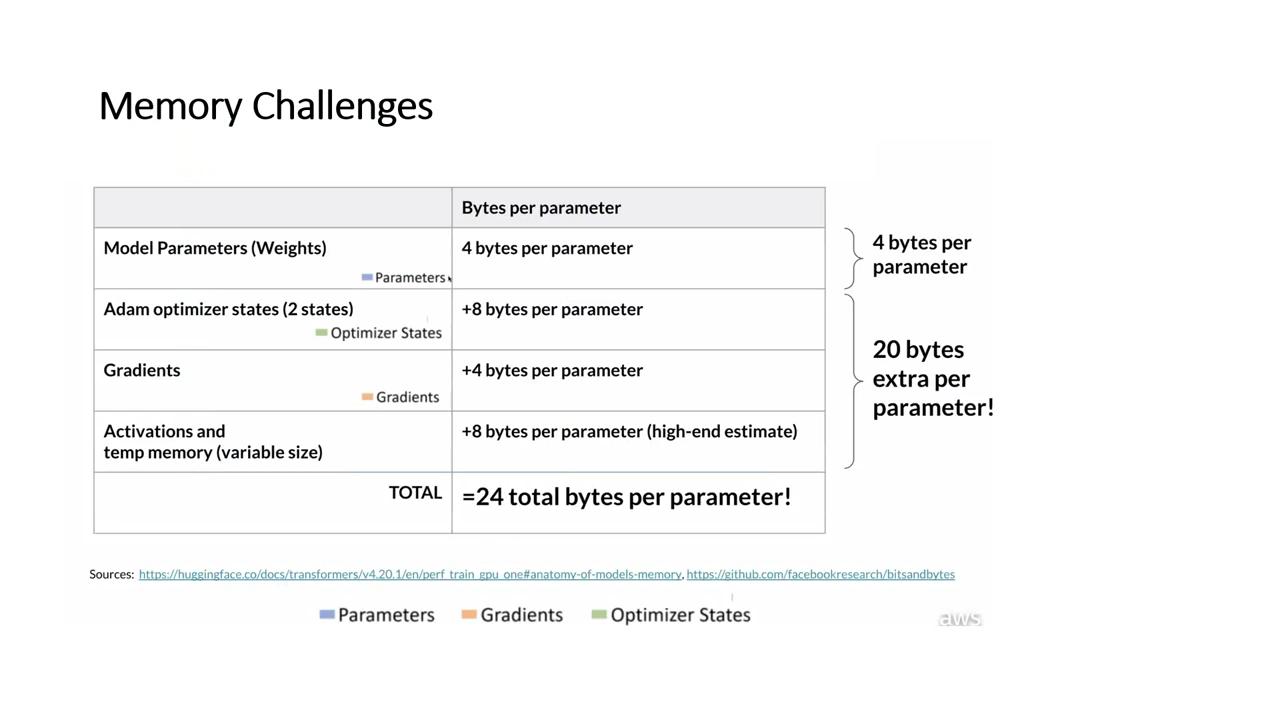 Memory Challenges
Bytes per parameter
Model Parameters (Weights)
4 bytes per parameter
Parameters
4 bytes per
parameter
Adam optimizer states (2 states)
+8 bytes per parameter
Optimizer States
Gradients
+4 bytes per parameter
Gradients
20 bytes
extra per
parameter!
Activations and
temp memory (variable size)
+8 bytes per parameter (high-end estimate)
TOTAL
=24 total bytes per parameter!
Sources: https://huggingface.co/docs/transformers/v4.20.1/en/perf_train_gpu_one#anatomy-of-models-memory, https://github.com/facebookresearch/bitsandbytes
Parameters Gradients Optimizer States
aws